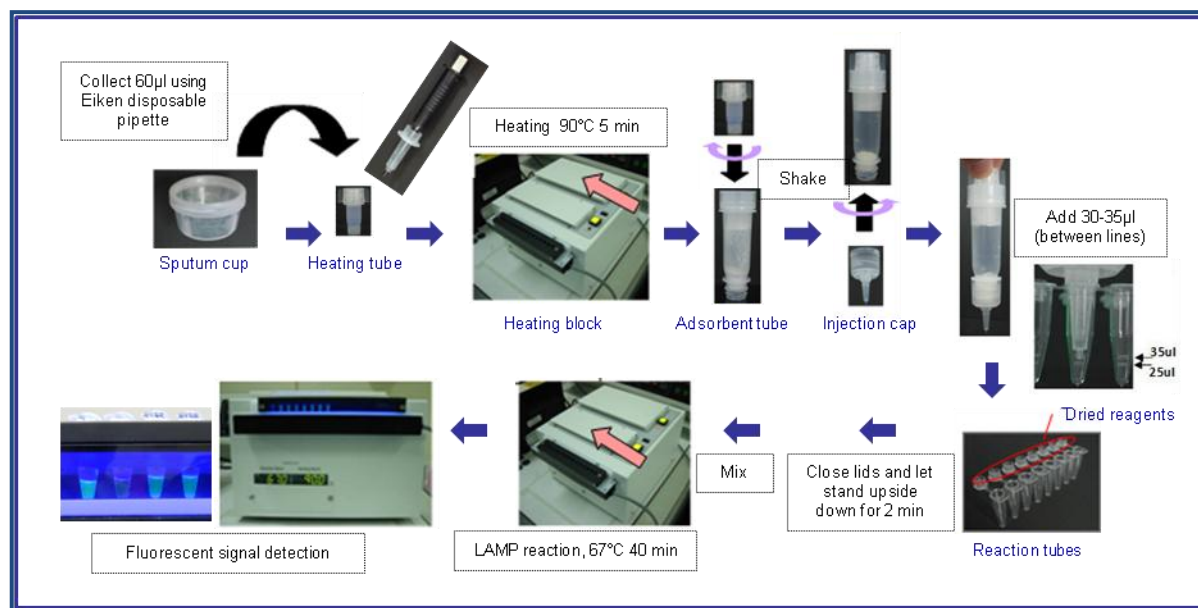 Collect 60µl using
Eiken disposable
pipette
Heating 90°C 5 min
Shake
Add 30-35µl
(between lines)
Sputum cup
Heating tube
Heating block
Adsorbent tube
Injection cap
35ul
25ul
Dried reagents
Reaction tubes
Close lids and let
stand upside
down for 2 min
Mix
LAMP reaction, 67°C 40 min
Fluorescent signal detection